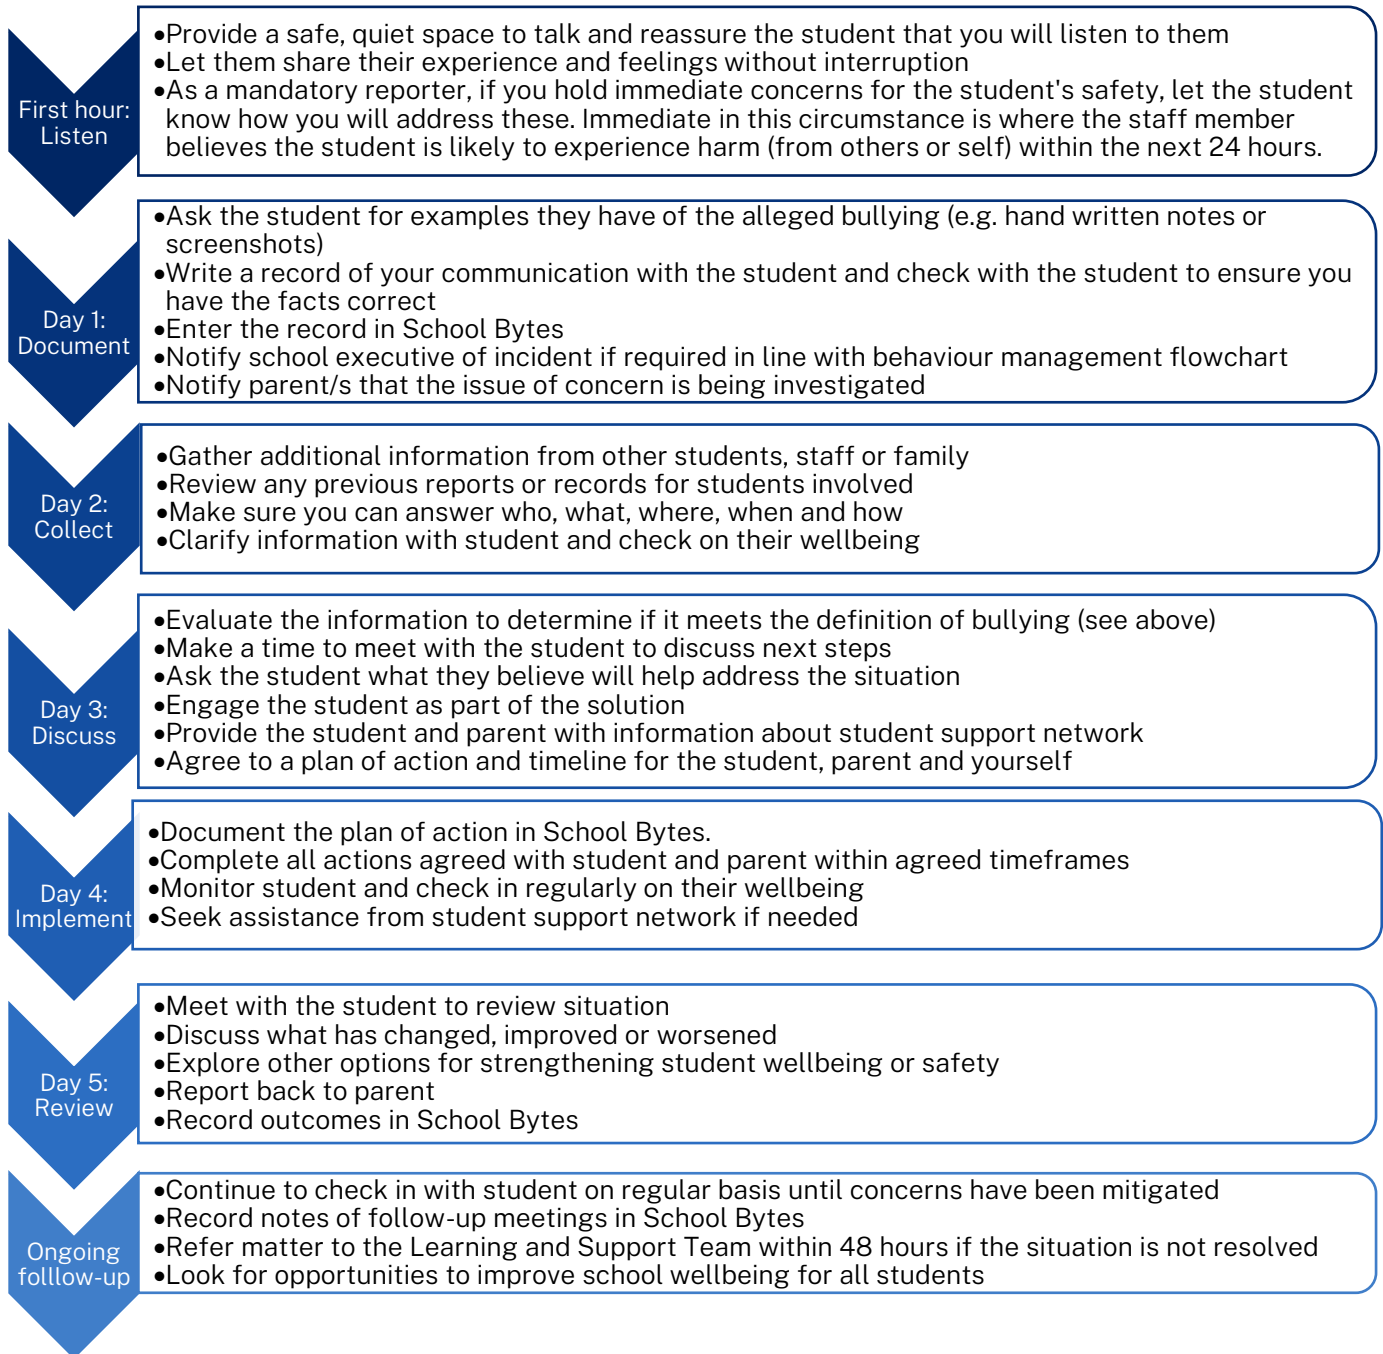 First hour:
Listen
•Provide a safe, quiet space to talk and reassure the student that you will listen to them
•Let them share their experience and feelings without interruption
•As a mandatory reporter, if you hold immediate concerns for the student's safety, let the student
know how you will address these. Immediate in this circumstance is where the staff member
believes the student is likely to experience harm (from others or self) within the next 24 hours.
Day 1:
Document
•Ask the student for examples they have of the alleged bullying (e.g. hand written notes or
screenshots)
•Write a record of your communication with the student and check with the student to ensure you
have the facts correct
•Enter the record in School Bytes
•Notify school executive of incident if required in line with behaviour management flowchart
•Notify parent/s that the issue of concern is being investigated
Day 2:
Collect
•Gather additional information from other students, staff or family
•Review any previous reports or records for students involved
•Make sure you can answer who, what, where, when and how
•Clarify information with student and check on their wellbeing
Day 3:
Discuss
•Evaluate the information to determine if it meets the definition of bullying (see above)
•Make a time to meet with the student to discuss next steps
•Ask the student what they believe will help address the situation
•Engage the student as part of the solution
•Provide the student and parent with information about student support network
•Agree to a plan of action and timeline for the student, parent and yourself
Day 4:
Implement
•Document the plan of action in School Bytes.
•Complete all actions agreed with student and parent within agreed timeframes
•Monitor student and check in regularly on their wellbeing
•Seek assistance from student support network if needed
Day 5:
Review
•Meet with the student to review situation
•Discuss what has changed, improved or worsened
•Explore other options for strengthening student wellbeing or safety
•Report back to parent
•Record outcomes in School Bytes
Ongoing
folllow-up
•Continue to check in with student on regular basis until concerns have been mitigated
•Record notes of follow-up meetings in School Bytes
•Refer matter to the Learning and Support Team within 48 hours if the situation is not resolved
•Look for opportunities to improve school wellbeing for all students